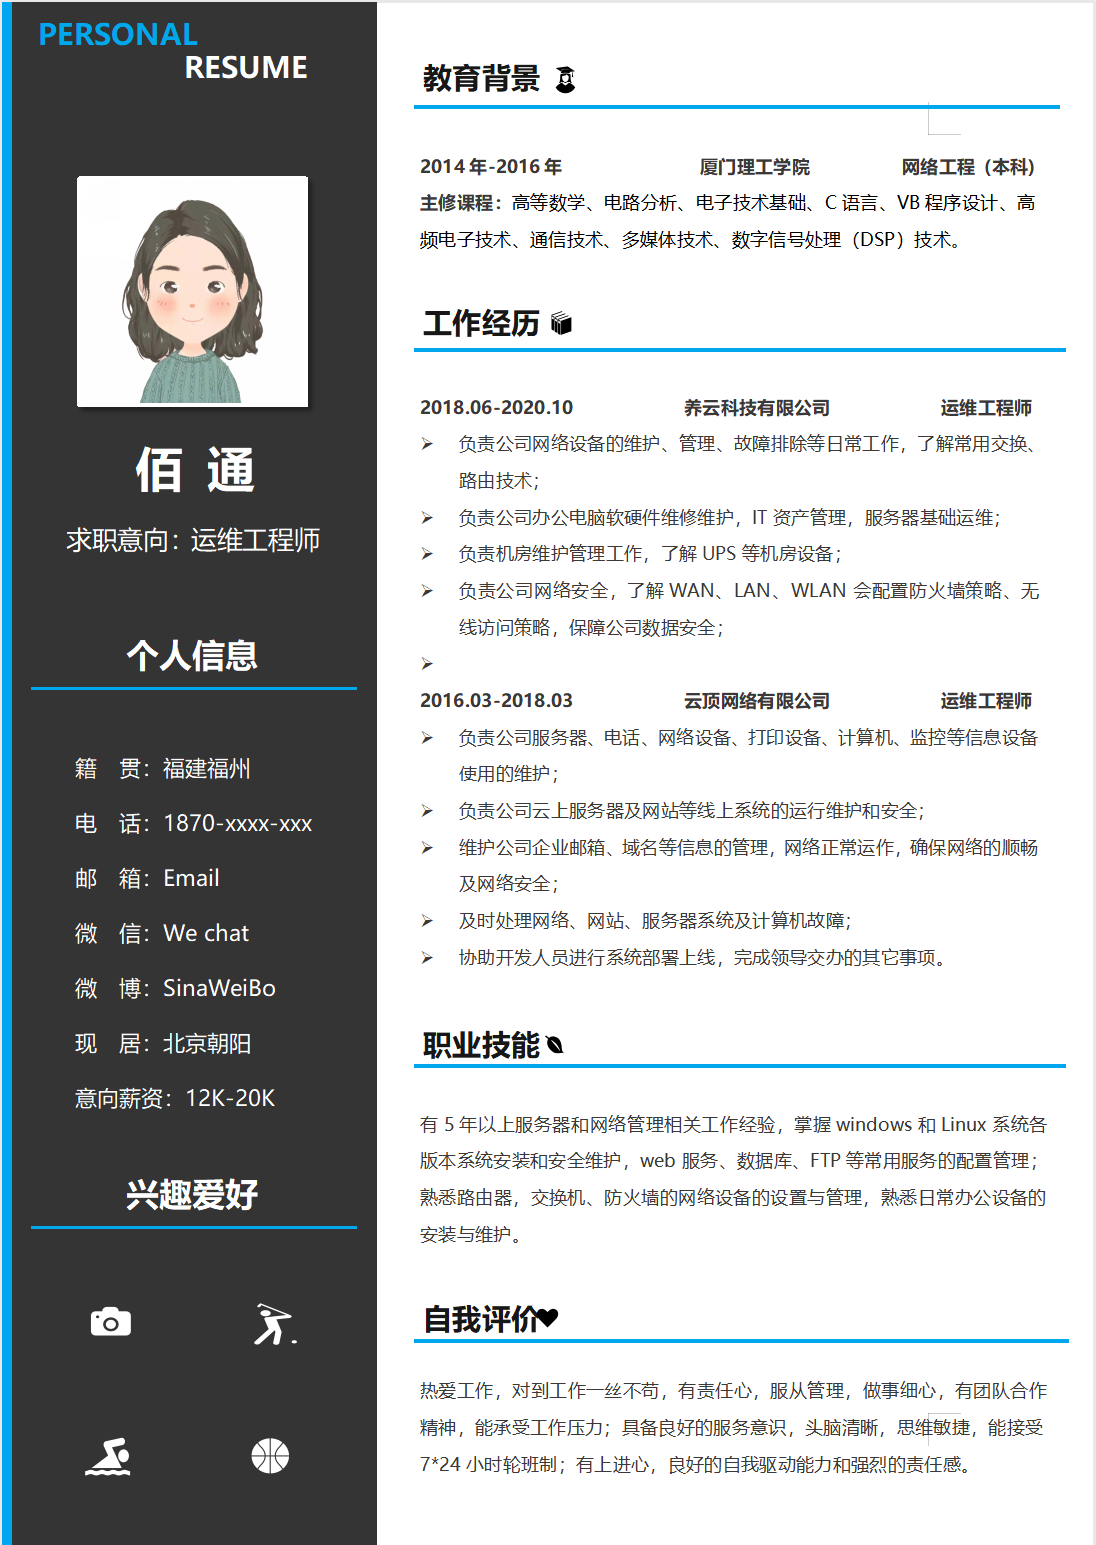 PERSONAL
RESUME
佰 通
求职意向：运维工程师
个人信息
籍 贯：福建福州
电 话：1870-xxxx-xxx
邮 箱：Email
微 信：We chat
微 博：SinaWeiBo
现 居：北京朝阳
意向薪资：12K-20K
兴趣爱好
教育背景
2014 年-2016 年 厦门理工学院 网络工程（本科）
主修课程：高等数学、电路分析、电子技术基础、C 语言、VB 程序设计、高
频电子技术、通信技术、多媒体技术、数字信号处理（DSP）技术。
工作经历
2018.06-2020.10 养云科技有限公司 运维工程师
➢ 负责公司网络设备的维护、管理、故障排除等日常工作，了解常用交换、
路由技术；
➢ 负责公司办公电脑软硬件维修维护，IT 资产管理，服务器基础运维；
➢ 负责机房维护管理工作，了解 UPS 等机房设备；
➢ 负责公司网络安全，了解 WAN、LAN、WLAN 会配置防火墙策略、无
线访问策略，保障公司数据安全；
➢
2016.03-2018.03 云顶网络有限公司 运维工程师
➢ 负责公司服务器、电话、网络设备、打印设备、计算机、监控等信息设备
使用的维护；
➢ 负责公司云上服务器及网站等线上系统的运行维护和安全；
➢ 维护公司企业邮箱、域名等信息的管理，网络正常运作，确保网络的顺畅
及网络安全；
➢ 及时处理网络、网站、服务器系统及计算机故障；
➢ 协助开发人员进行系统部署上线，完成领导交办的其它事项。
职业技能
有 5 年以上服务器和网络管理相关工作经验，掌握 windows 和 Linux 系统各
版本系统安装和安全维护，web 服务、数据库、FTP 等常用服务的配置管理；
熟悉路由器，交换机、防火墙的网络设备的设置与管理，熟悉日常办公设备的
安装与维护。
自我评价
热爱工作，对到工作一丝不苟，有责任心，服从管理，做事细心，有团队合作
精神，能承受工作压力；具备良好的服务意识，头脑清晰，思维敏捷，能接受
7*24 小时轮班制；有上进心，良好的自我驱动能力和强烈的责任感。